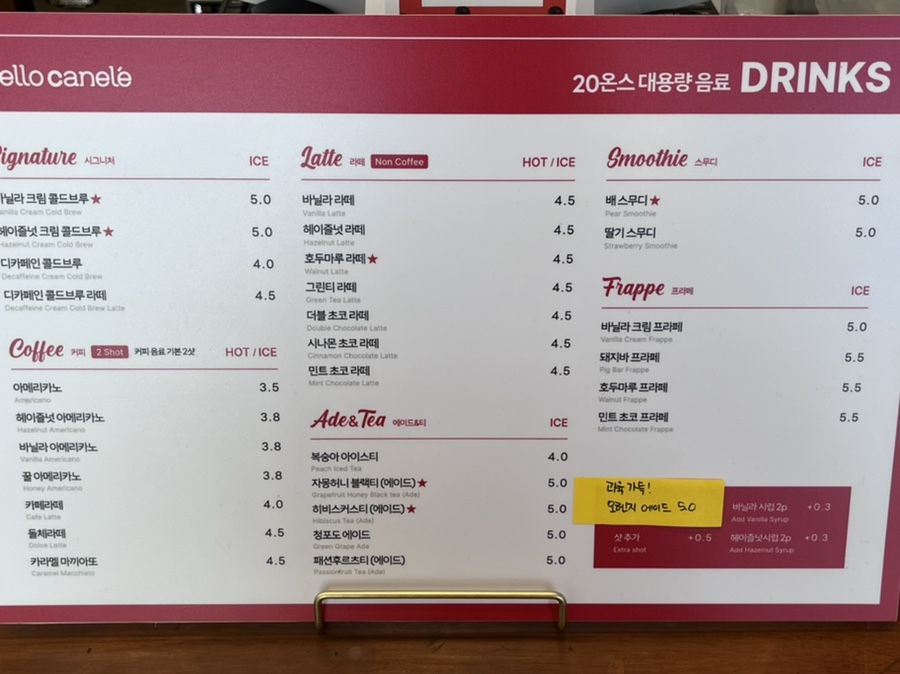 ello canelé
20온스 대용량 음료 DRINKS
ignature 시그니처 ICE
바닐라 크림 콜드브루★ 5.0
anilla Cream Cold Brew
헤이즐넛 크림 콜드브루★ 5.0
Hazelnut Cream Cold Brew
디카페인 콜드브루 4.0
Decaffeine Cream Cold Brew
디카페인 콜드브루 라떼 4.5
Decaffeine Cream Cold Brew Latte
Coffee 커피 2 Shot 커피 음료 기본 2샷 HOT / ICE
아메리카노 3.5
Americano
헤이즐넛 아메리카노 3.8
Hazelnut Americano
바닐라 아메리카노 3.8
Vanilla Americano
꿀 아메리카노 3.8
Honey Americano
카페라떼 4.0
Cafe Latte
돌체라떼 4.5
Dolce Latte
카라멜 마끼아또 4.5
Caramel Macchiato
Latte 라떼 Non Coffee HOT / ICE
바닐라 라떼 4.5
Vanilla Latte
헤이즐넛 라떼 4.5
Hazelnut Latte
호두마루 라떼★ 4.5
Walnut Latte
그린티 라떼 4.5
Green Tea Latte
더블 초코 라떼 4.5
Double Chocolate Latte
시나몬 초코 라떼 4.5
Cinnamon Chocolate Latte
민트 초코 라떼 4.5
Mint Chocolate Latte
Ade&Tea 에이드&티 ICE
복숭아 아이스티 4.0
Peach Iced Tea
자몽허니 블랙티 (에이드)★ 5.0
Grapefruit Honey Black tea (Ade)
히비스커스티 (에이드)★ 5.0
Hibiscus Tea (Ade)
청포도 에이드 5.0
Green Grape Ade
패션후르츠티 (에이드) 5.0
Passionfruit Tea (Ade)
Smoothie 스무디 ICE
배 스무디★ 5.0
Pear Smoothie
딸기 스무디 5.0
Strawberry Smoothie
Frappe 프라페 ICE
바닐라 크림 프라페 5.0
Vanilla Cream Frappe
돼지바 프라페 5.5
Pig Bar Frappe
호두마루 프라페 5.5
Walnut Frappe
민트 초코 프라페 5.5
Mint Chocolate Frappe
과육 가득!
오렌지 에이드 5.0
바닐라 시럽 2p +0.3
Add Vanilla Syrup
샷 추가 +0.5
Extra shot
헤이즐넛시럽 2p +0.3
Add Hazelnut Syrup